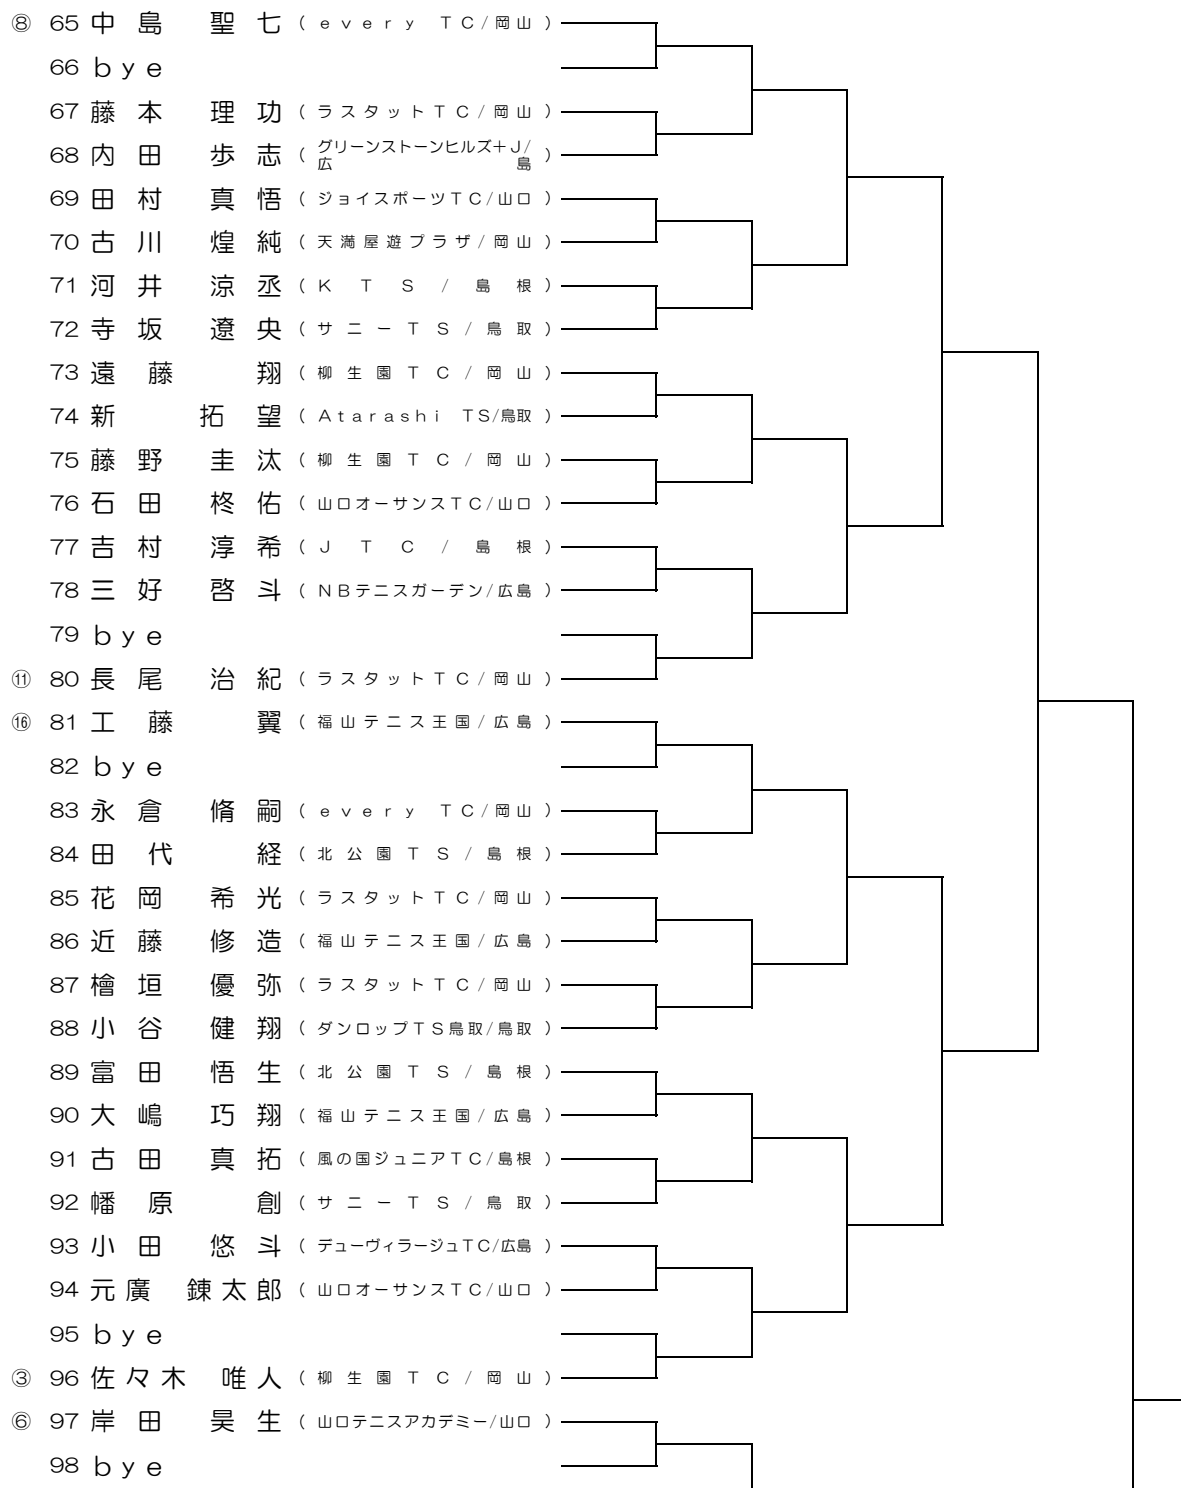 ⑧ 65 中島 聖七 (every TC/岡山)
66 bye
67 藤本 理功 (ラスタットTC/岡山)
68 内田 歩志 (グリーンストーンヒルズ+J/広島)
69 田村 真悟 (ジョイスポーツTC/山口)
70 古川 煌純 (天満屋遊プラザ/岡山)
71 河井 涼丞 (KTS/島根)
72 寺坂 遼央 (サニーTS/鳥取)
73 遠藤 翔 (柳生園TC/岡山)
74 新 拓望 (Atarashi TS/鳥取)
75 藤野 圭汰 (柳生園TC/岡山)
76 石田 柊佑 (山口オーサンスTC/山口)
77 吉村 淳希 (JTC/島根)
78 三好 啓斗 (NBテニスガーデン/広島)
79 bye
⑪ 80 長尾 治紀 (ラスタットTC/岡山)
⑯ 81 工藤 翼 (福山テニス王国/広島)
82 bye
83 永倉 脩嗣 (every TC/岡山)
84 田代 経 (北公園TS/島根)
85 花岡 希光 (ラスタットTC/岡山)
86 近藤 修造 (福山テニス王国/広島)
87 檜垣 優弥 (ラスタットTC/岡山)
88 小谷 健翔 (ダンロップTS鳥取/鳥取)
89 富田 悟生 (北公園TS/島根)
90 大嶋 巧翔 (福山テニス王国/広島)
91 古田 真拓 (風の国ジュニアTC/島根)
92 幡原 創 (サニーTS/鳥取)
93 小田 悠斗 (デューヴィラージュTC/広島)
94 元廣 錬太郎 (山口オーサンスTC/山口)
95 bye
③ 96 佐々木 唯人 (柳生園TC/岡山)
⑥ 97 岸田 昊生 (山口テニスアカデミー/山口)
98 bye